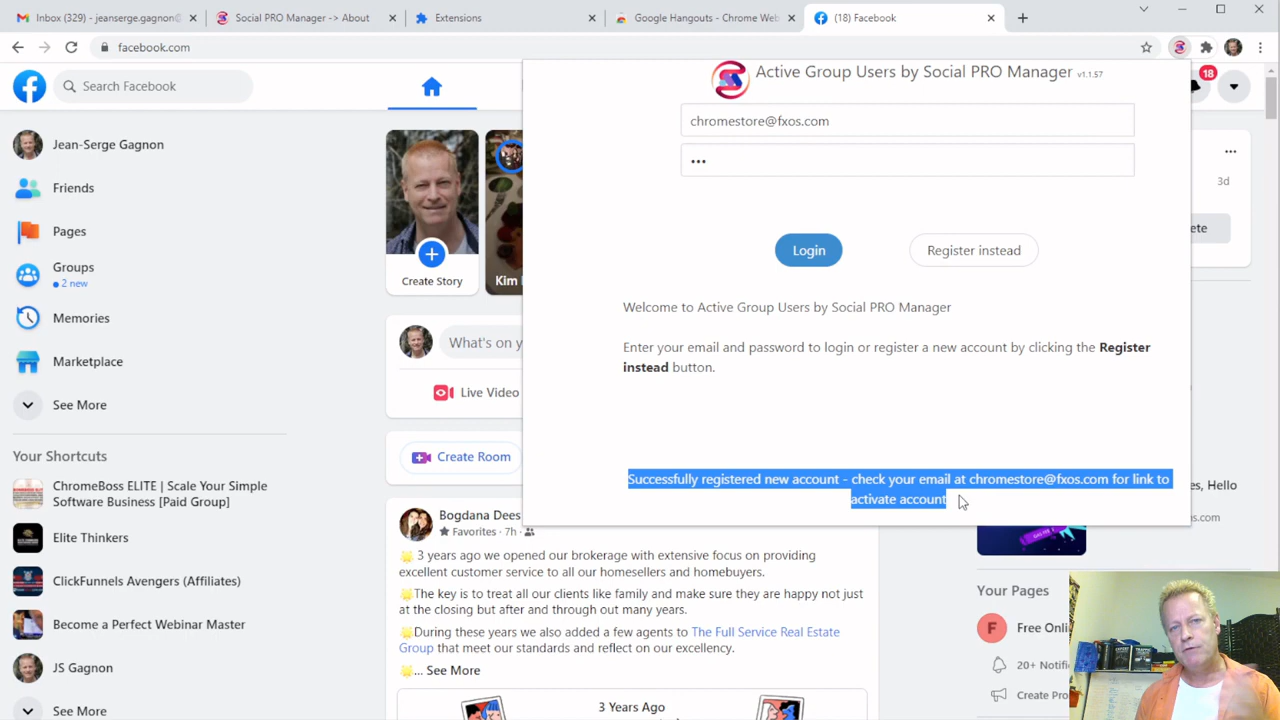 Inbox (329) - jeanserge.gagnon@
Social PRO Manager -> About
Extensions
Google Hangouts - Chrome Web
(18) Facebook
facebook.com
Search Facebook
18
Active Group Users by Social PRO Manager v1.1.57
chromestore@fxos.com
•••
Login
Register instead
Welcome to Active Group Users by Social PRO Manager
Enter your email and password to login or register a new account by clicking the Register
instead button.
Successfully registered new account - check your email at chromestore@fxos.com for link to
activate account
Jean-Serge Gagnon
Friends
Pages
Groups
2 new
Memories
Marketplace
See More
Your Shortcuts
ChromeBoss ELITE | Scale Your Simple
Software Business [Paid Group]
Elite Thinkers
ClickFunnels Avengers (Affiliates)
Become a Perfect Webinar Master
JS Gagnon
See More
Create Story
Kim
What's on y
Live Video
Create Room
Bogdana Dees
Favorites · 7h ·
3 years ago we opened our brokerage with extensive focus on providing
excellent customer service to all our homesellers and homebuyers.
The key is to treat all our clients like family and make sure they are happy not just
at the closing but after and through out many years.
During these years we also added a few agents to The Full Service Real Estate
Group that meet our standards and reflect on our excellency.
... See More
3 Years Ago
3d
ete
es, Hello
os.com
Your Pages
F
Free Onli
20+ Notifi
Create Pro